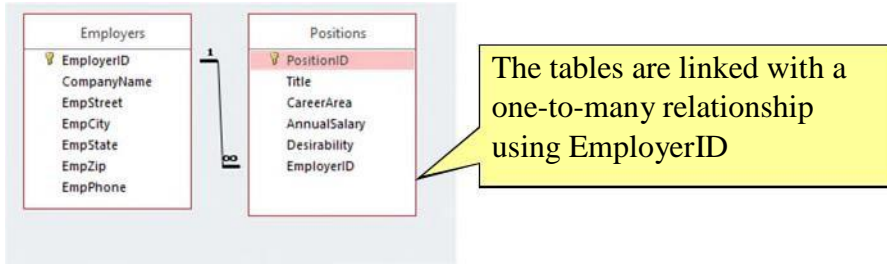 Employers
EmployerID
CompanyName
EmpStreet
EmpCity
EmpState
EmpZip
EmpPhone
1
∞
Positions
PositionID
Title
CareerArea
AnnualSalary
Desirability
EmployerID
The tables are linked with a
one-to-many relationship
using EmployerID